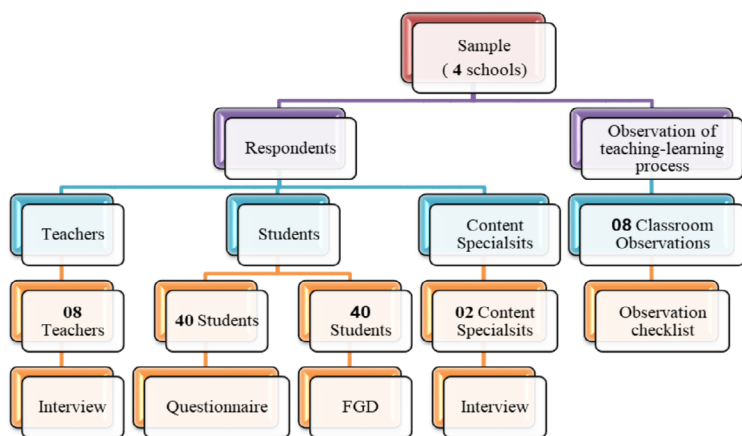 Sample
( 4 schools)
Respondents
Observation of
teaching-learning
process
Teachers
Students
Content
Specialsits
08 Classroom
Observations
08
Teachers
40 Students
40
Students
02 Content
Specialsits
Observation
checklist
Interview
Questionnaire
FGD
Interview